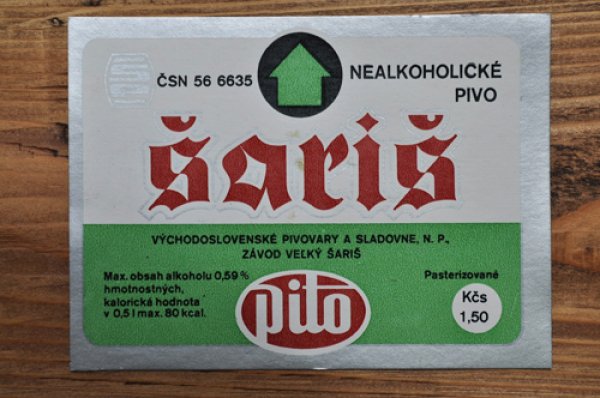 ČSN 56 6635
NEALKOHOLICKÉ
PIVO
šariš
VÝCHODOSLOVENSKÉ PIVOVARY A SLADOVNE, N. P.,
ZÁVOD VEĽKÝ ŠARIŠ
Max. obsah alkoholu 0,59 %
hmotnostných,
kalorická hodnota
v 0,5 l max. 80 kcal.
pito
Pasterizované
Kčs
1,50